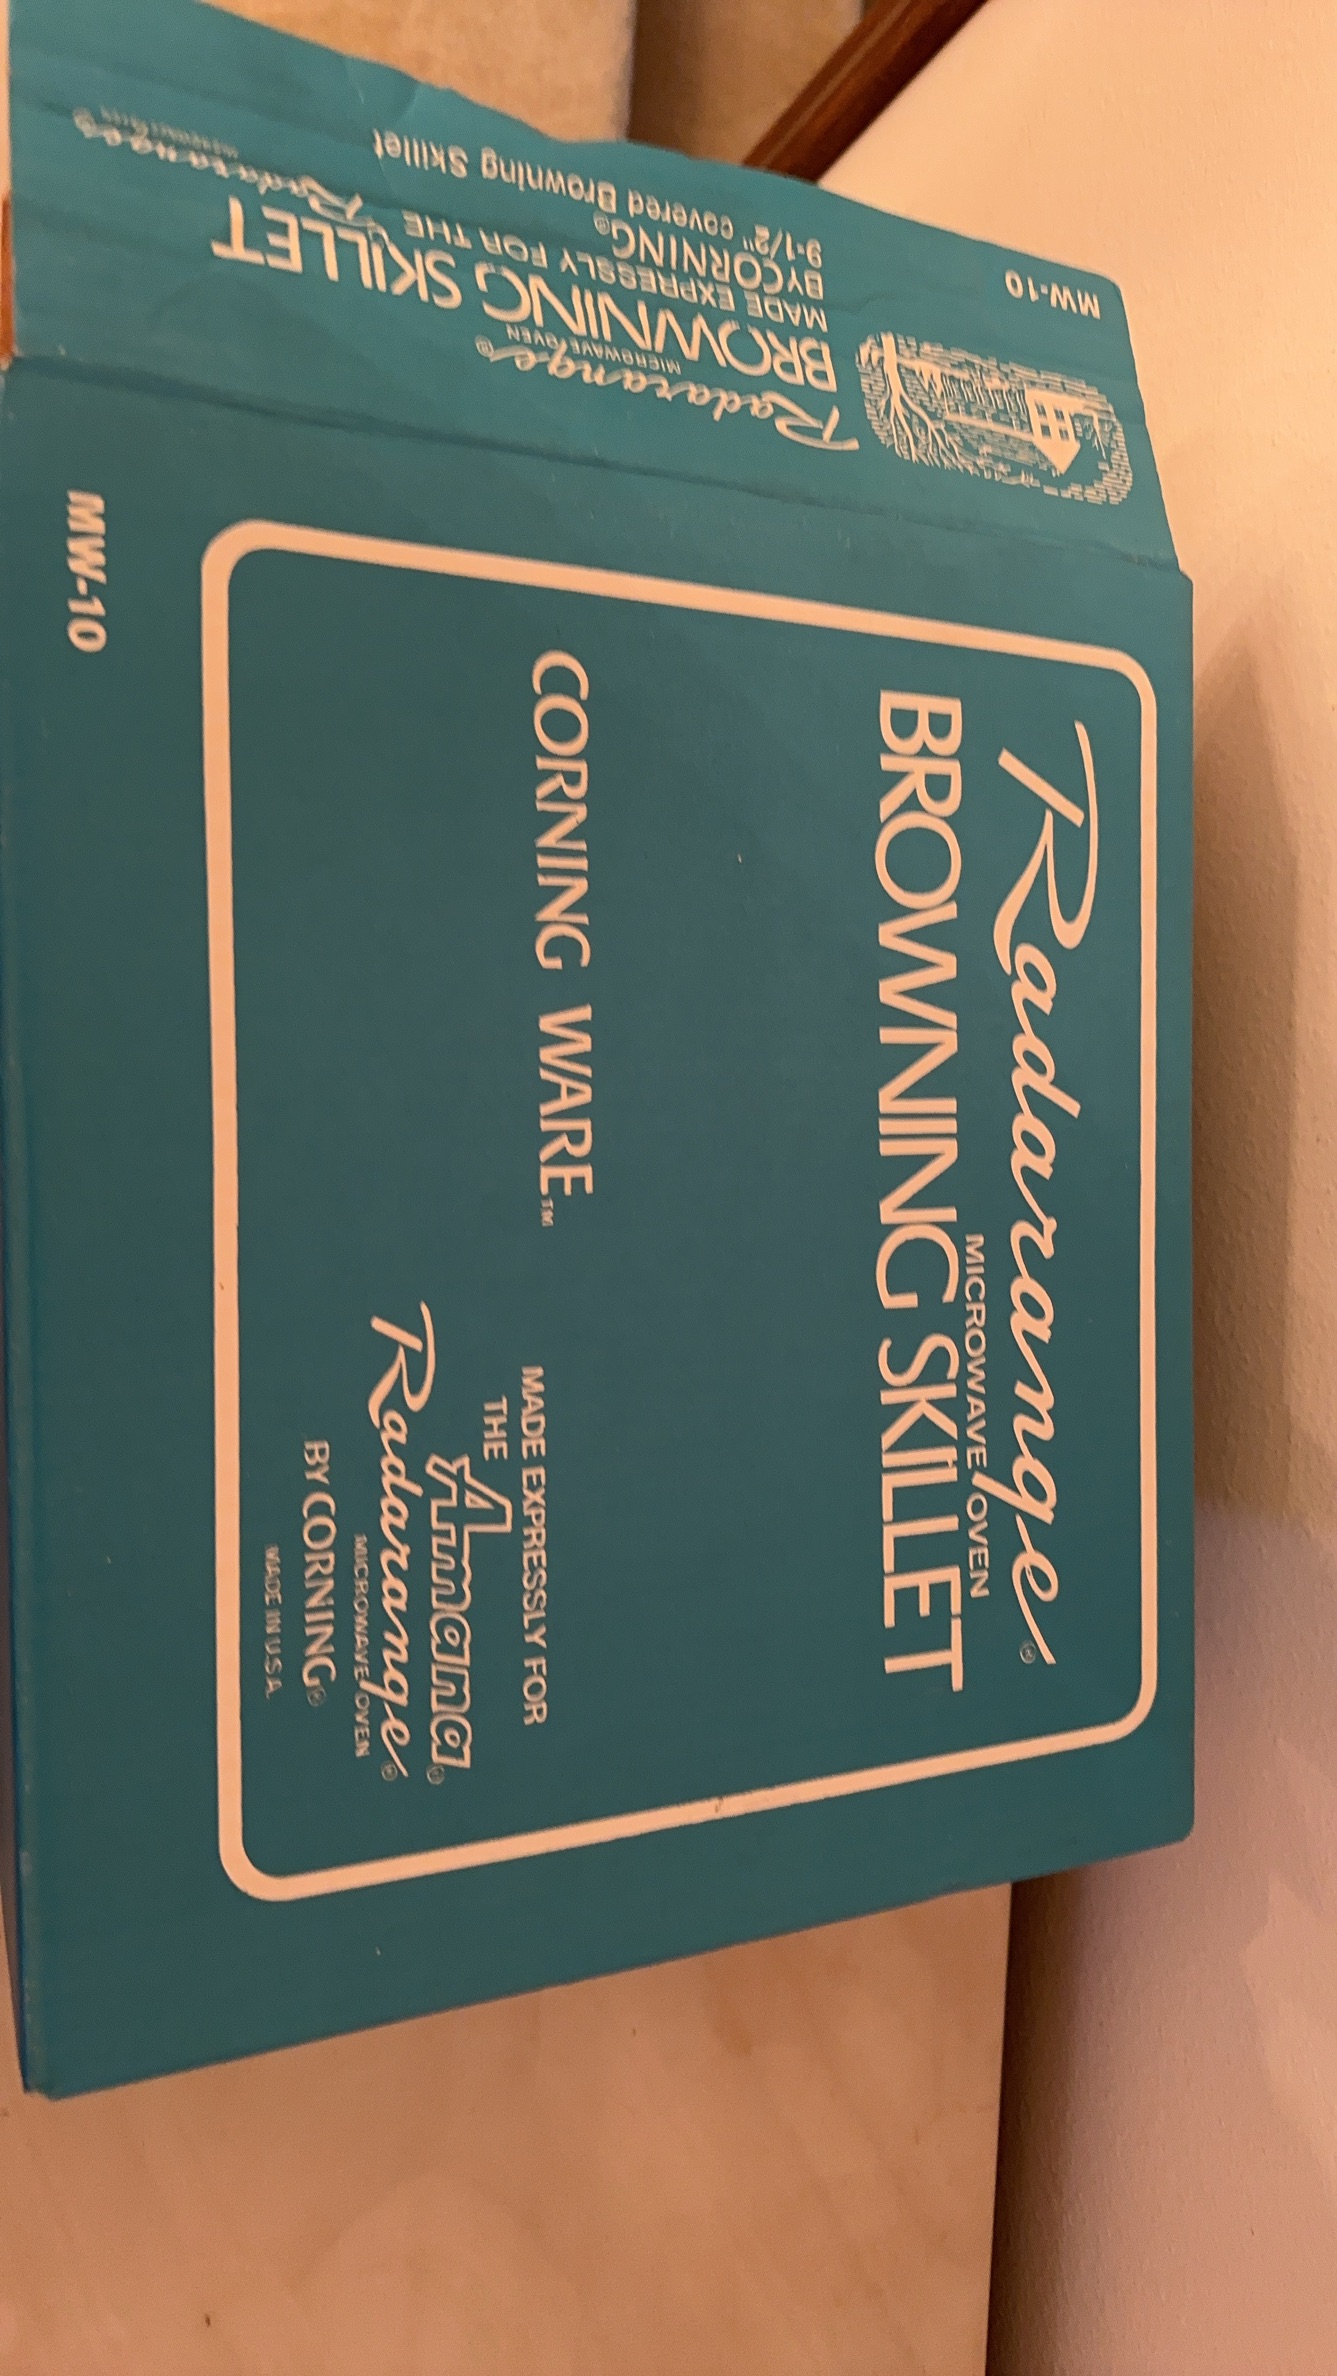 Radarange®
MICROWAVE/OVEN
BROWNING SKILLET
CORNING WARE™
MADE EXPRESSLY FOR
THE Amana®
Radarange®
MICROWAVE/OVEN
BY CORNING®
MADE IN U.S.A.
MW-10
Radarange®
MICROWAVE/OVEN
BROWNING SKILLET
MADE EXPRESSLY FOR THE Radarange®
BY CORNING®
9-1/2" covered Browning Skillet
MW-10